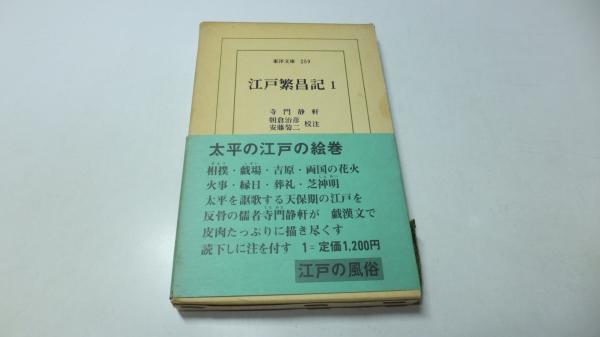 東洋文庫 259
江戸繁昌記 1
寺門静軒
朝倉治彦
安藤菊二 校注
太平の江戸の絵巻
相撲・戯場・吉原・両国の花火
火事・縁日・葬礼・芝神明
太平を謳歌する天保期の江戸を
反骨の儒者寺門静軒が 戯漢文で
皮肉たっぷりに描き尽くす
読下しに注を付す 1=定価1,200円
江戸の風俗